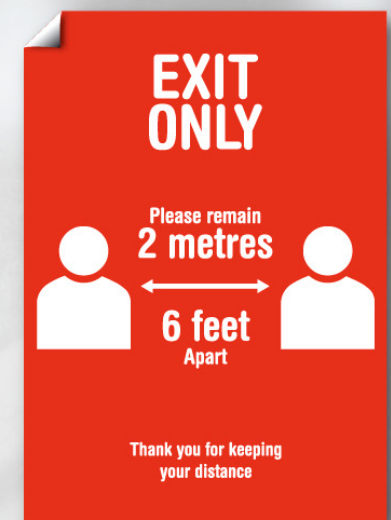 EXIT
ONLY
Please remain
2 metres
6 feet
Apart
Thank you for keeping
your distance